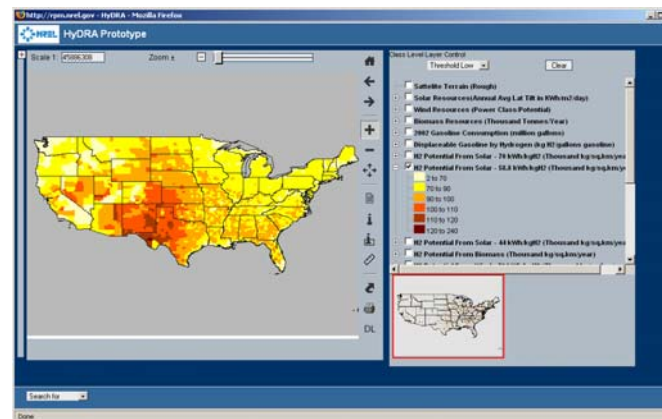 http://rpm.nrel.gov - HyDRA - Mozilla Firefox
NREL HyDRA Prototype
Scale 1:
Zoom ±
Class Level Layer Control
Threshold Low
Clear
Sattelite Terrain (Rough)
Solar Resources(Annual Avg Lat Tilt in KWh/m2/day)
Wind Resources (Power Class/Potential)
Biomass Resources (Thousand Tonnes/Year)
2002 Gasoline Consumption (million gallons)
Displaceable Gasoline by Hydrogen (kg H2/gallons gasoline)
H2 Potential From Solar - 70 kWh/kgH2 (Thousand kg/sq.km/yea
H2 Potential From Solar - 58.8 kWh/kgH2 (Thousand kg/sq.km/y
2 to 70
70 to 90
90 to 100
100 to 110
110 to 120
120 to 240
H2 Potential From Solar - 44 kWh/kgH2 (Thousand kg/sq.km/ye
H2 Potential From Biomass (Thousand kg/sq.km/year)
DL
Search for
Done